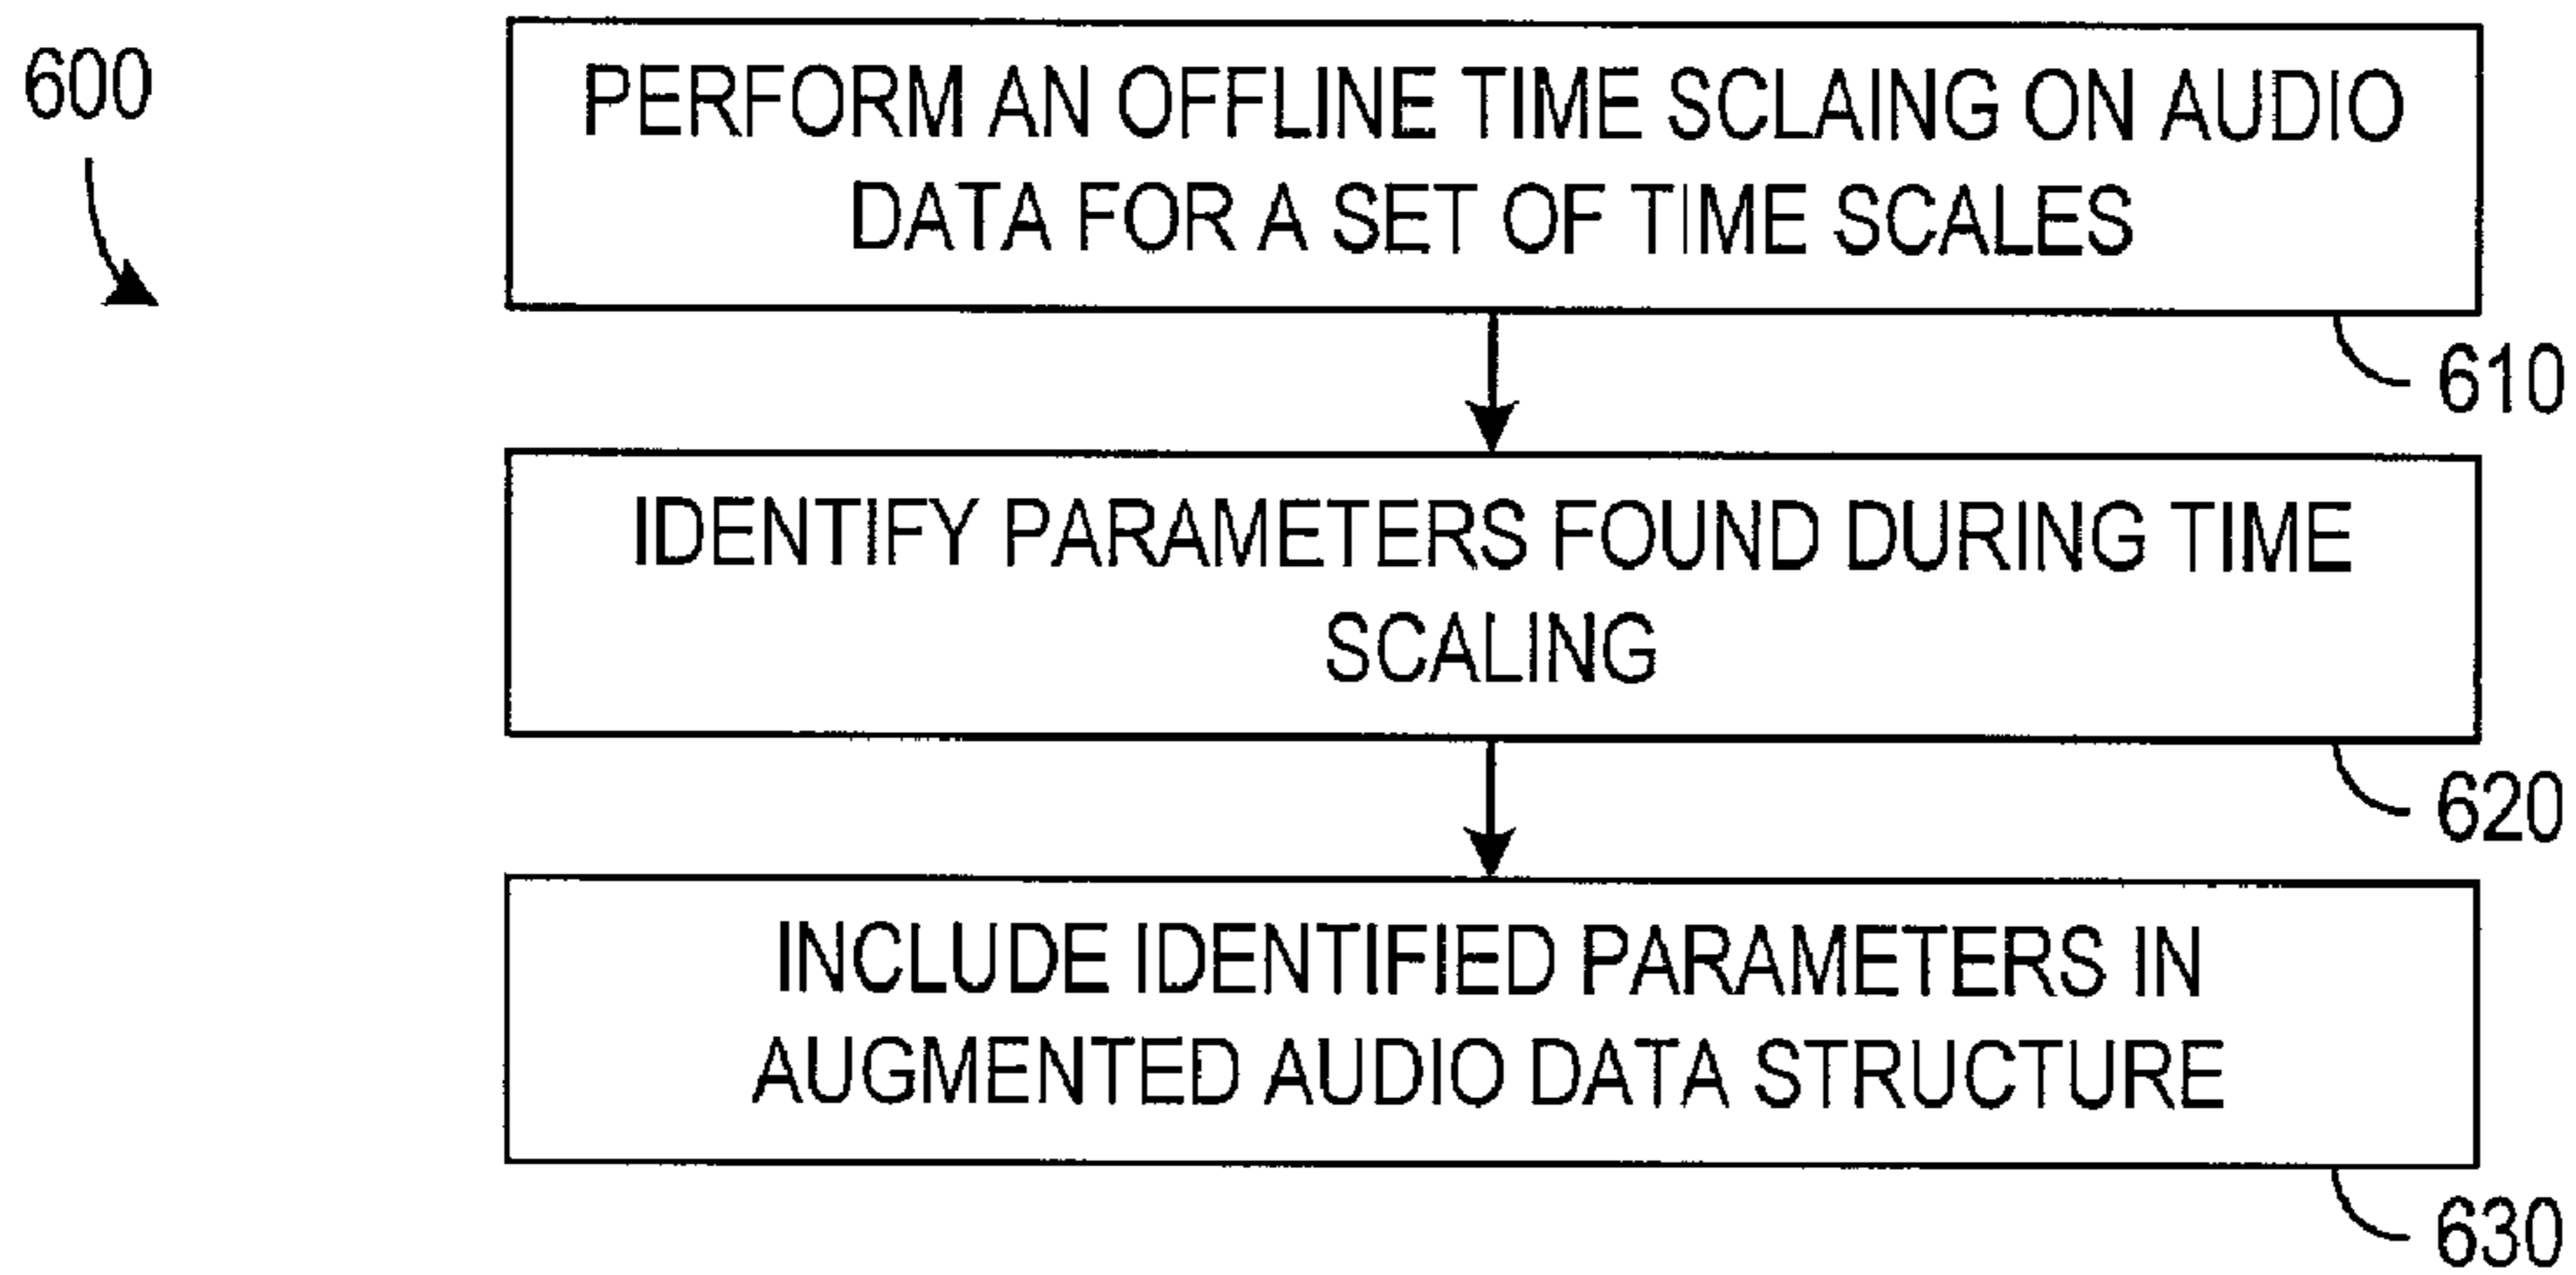 600
PERFORM AN OFFLINE TIME SCLAING ON AUDIO
DATA FOR A SET OF TIME SCALES
610
IDENTIFY PARAMETERS FOUND DURING TIME
SCALING
620
INCLUDE IDENTIFIED PARAMETERS IN
AUGMENTED AUDIO DATA STRUCTURE
630